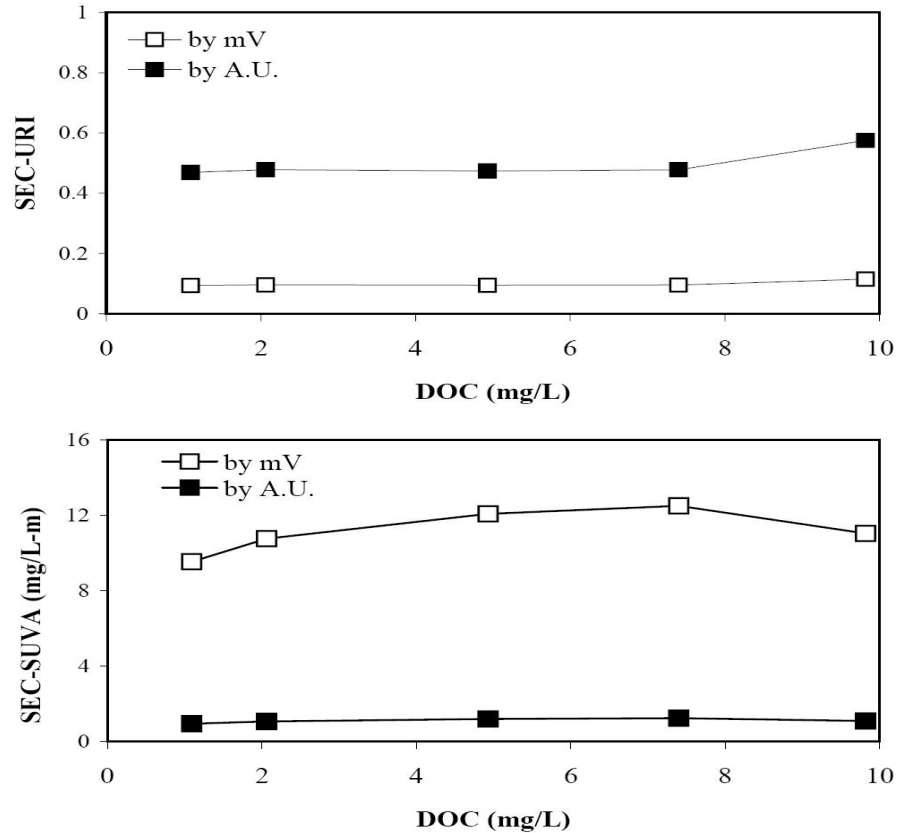 1
by mV
by A.U.
0.8
0.6
0.4
0.2
0
SEC-URI
0 2 4 6 8 10
DOC (mg/L)
16
by mV
by A.U.
12
8
4
0
SEC-SUVA (mg/L-m)
0 2 4 6 8 10
DOC (mg/L)